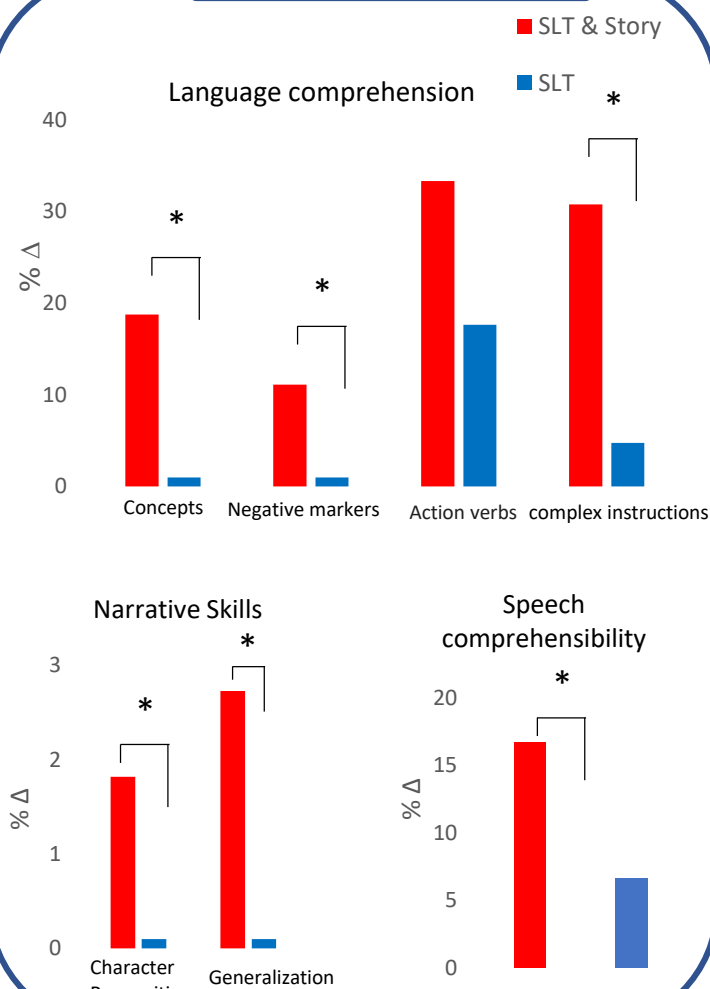 SLT & Story
SLT
Language comprehension
*
*
*
40
30
20
10
0
% Δ
Concepts
Negative markers
Action verbs
complex instructions
Narrative Skills
*
*
3
2
1
0
% Δ
Character
Generalization
Speech
comprehensibility
*
20
15
10
5
0
% Δ